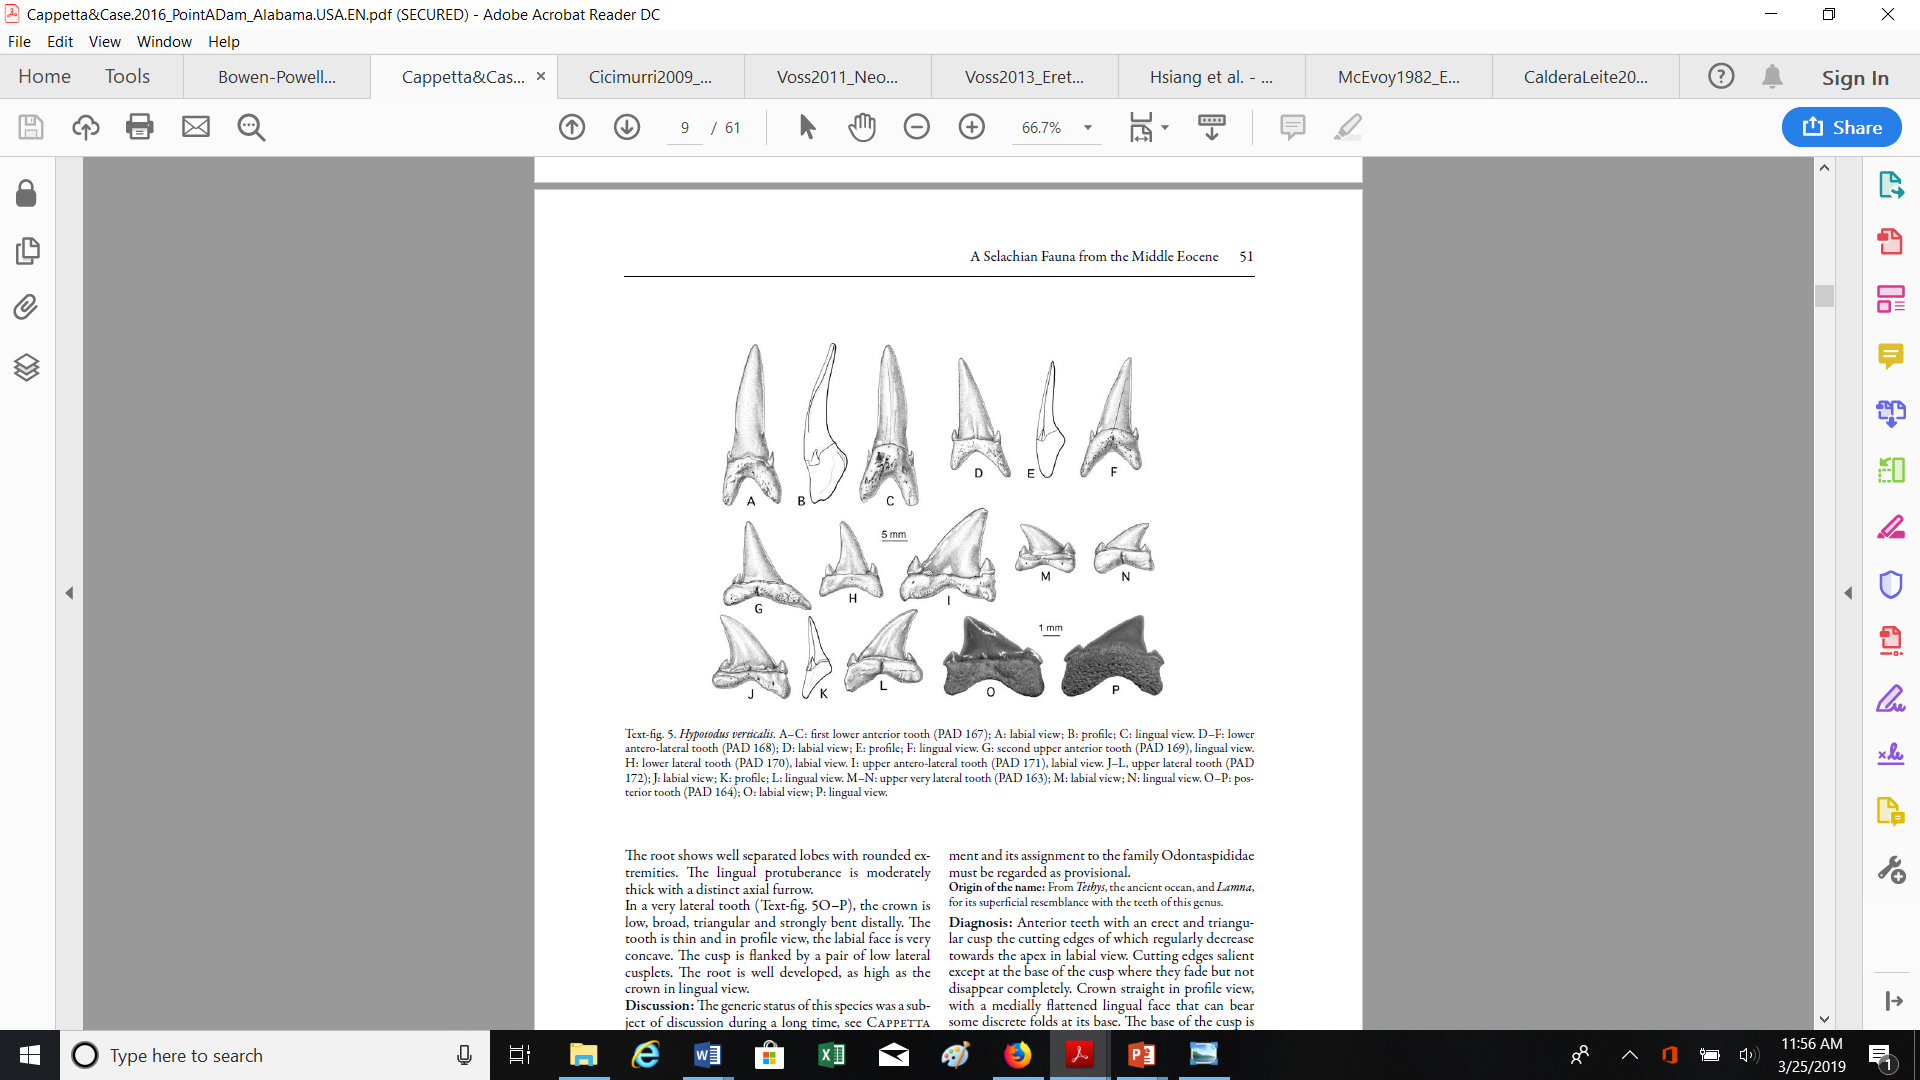 Cappetta&Case.2016_PointADam_Alabama.USA.EN.pdf (SECURED) - Adobe Acrobat Reader DC
File Edit View Window Help
Home Tools Bowen-Powell... Cappetta&Cas... × Cicimurri2009_... Voss2011_Neo... Voss2013_Eret... Hsiang et al. - ... McEvoy1982_E... CalderaLeite20... Sign In
9 / 61 66.7% Share
A Selachian Fauna from the Middle Eocene 51
A B C D E F
5 mm
G H I M N
1 mm
J K L O P
Text-fig. 5. Hypotodus verticalis. A–C: first lower anterior tooth (PAD 167); A: labial view; B: profile; C: lingual view. D–F: lower
antero-lateral tooth (PAD 168); D: labial view; E: profile; F: lingual view. G: second upper anterior tooth (PAD 169), lingual view.
H: lower lateral tooth (PAD 170), labial view. I: upper antero-lateral tooth (PAD 171), labial view. J–L, upper lateral tooth (PAD
172); J: labial view; K: profile; L: lingual view. M–N: upper very lateral tooth (PAD 163); M: labial view; N: lingual view. O–P: pos-
terior tooth (PAD 164); O: labial view; P: lingual view.
The root shows well separated lobes with rounded ex-
tremities. The lingual protuberance is moderately
thick with a distinct axial furrow.
In a very lateral tooth (Text-fig. 5O–P), the crown is
low, broad, triangular and strongly bent distally. The
tooth is thin and in profile view, the labial face is very
concave. The cusp is flanked by a pair of low lateral
cusplets. The root is well developed, as high as the
crown in lingual view.
Discussion: The generic status of this species was a sub-
ject of discussion during a long time, see CAPPETTA
ment and its assignment to the family Odontaspididae
must be regarded as provisional.
Origin of the name: From Tethys, the ancient ocean, and Lamna,
for its superficial resemblance with the teeth of this genus.
Diagnosis: Anterior teeth with an erect and triangu-
lar cusp the cutting edges of which regularly decrease
towards the apex in labial view. Cutting edges salient
except at the base of the cusp where they fade but not
disappear completely. Crown straight in profile view,
with a medially flattened lingual face that can bear
some discrete folds at its base. The base of the cusp is
Type here to search
11:56 AM
3/25/2019
1